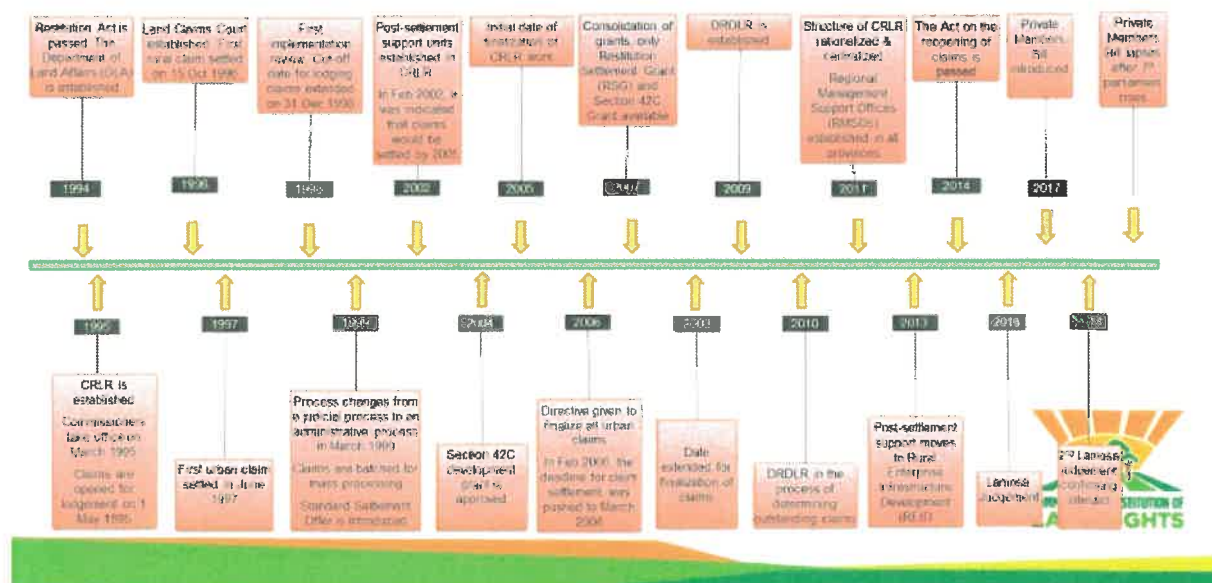 Restitution Act is
passed. The
Department of
Land Affairs (DLA)
is established
Land Claims Court
established. First
rural claim settled
on 15 Oct 1996
First
implementation
review. Cut-off
date for lodging
claims extended
on 31 Dec 1998
Post-settlement
support units
established in
CRLR
In Feb 2002, it
was indicated
that claims
would be
settled by 2005
Initial date of
finalization of
CRLR work
Consolidation of
grants, only
Restitution
Settlement Grant
(RSG) and
Section 42C
Grant available
DRDLR is
established
Structure of CRLR
rationalized &
centralized
Regional
Management
Support Offices
(RMSOs)
established in all
provinces
The Act on the
reopening of
claims is
passed
Private
Members
Bill
introduced
Private
Members
Bill lapses
after
parliament
rises
1994
1996
1998
2002
2005
2007
2009
2011
2014
2017
1995
1997
1999
2004
2006
2010
2013
CRLR is
established
Commissioners
take office on
March 1995
Claims are
opened for
lodgement on 1
May 1995
First urban claim
settled in June
1997
Process changes from
a judicial process to an
administrative process
in March 1999
Claims are batched for
mass processing
Standard Settlement
Offer is introduced
Section 42C
development
grant is
approved
Directive given to
finalize all urban
claims
In Feb 2006, the
deadline for claim
settlement was
pushed to March
2008
Date
extended for
finalization of
claims
DRDLR in the
process of
determining
outstanding claims
Post-settlement
support moves
to Rural
Enterprise
Infrastructure
Development
(REID)
Lamosa
Judgement
2nd Lamosa
judgement
confirming